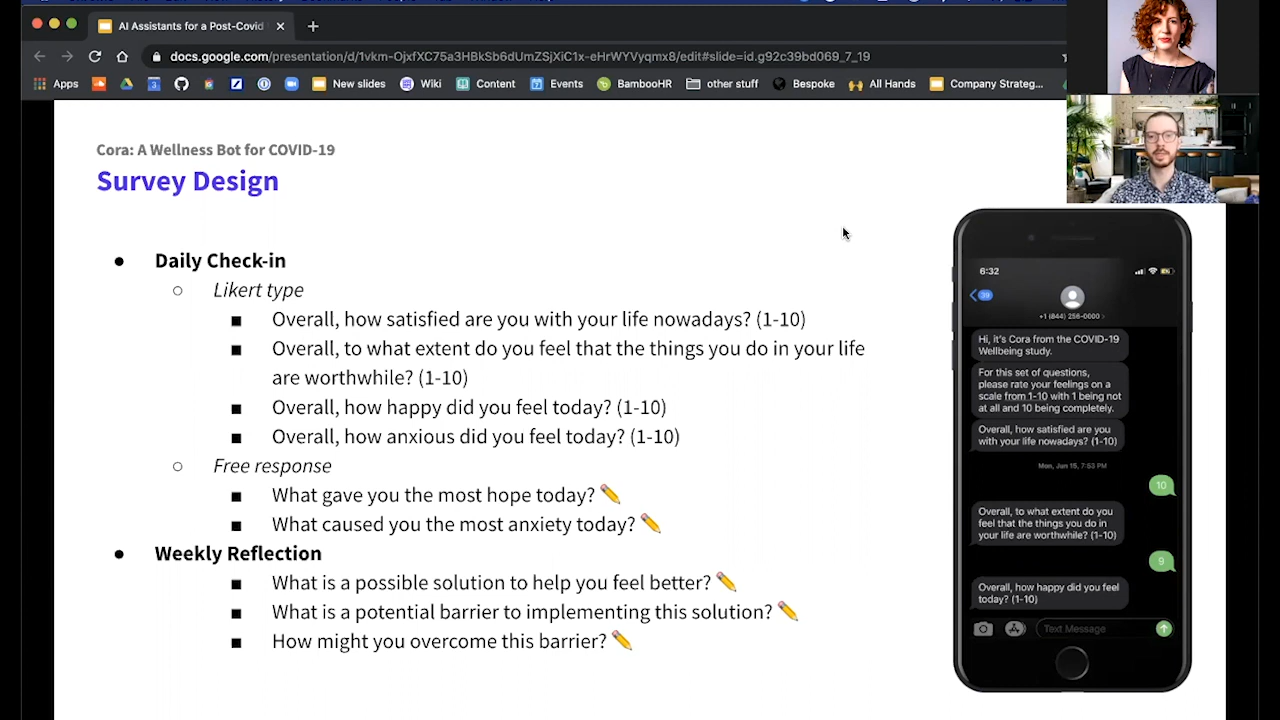 AI Assistants for a Post-Covid
docs.google.com/presentation/d/1vkm-OjxfXC75a3HBkSb6dUmZSjXiC1x-eHrWYVyqmx8/edit#slide=id.g92c39bd069_7_19
Apps New slides Wiki Content Events BambooHR other stuff Bespoke All Hands Company Strateg...
Cora: A Wellness Bot for COVID-19
Survey Design
Daily Check-in
Likert type
Overall, how satisfied are you with your life nowadays? (1-10)
Overall, to what extent do you feel that the things you do in your life
are worthwhile? (1-10)
Overall, how happy did you feel today? (1-10)
Overall, how anxious did you feel today? (1-10)
Free response
What gave you the most hope today?
What caused you the most anxiety today?
Weekly Reflection
What is a possible solution to help you feel better?
What is a potential barrier to implementing this solution?
How might you overcome this barrier?
6:32
39
+1 (844) 256-0000
Hi, it's Cora from the COVID-19
Wellbeing study.
For this set of questions,
please rate your feelings on a
scale from 1-10 with 1 being not
at all and 10 being completely.
Overall, how satisfied are you
with your life nowadays? (1-10)
Mon, Jun 15, 7:53 PM
10
Overall, to what extent do you
feel that the things you do in
your life are worthwhile? (1-10)
9
Overall, how happy did you feel
today? (1-10)
Text Message